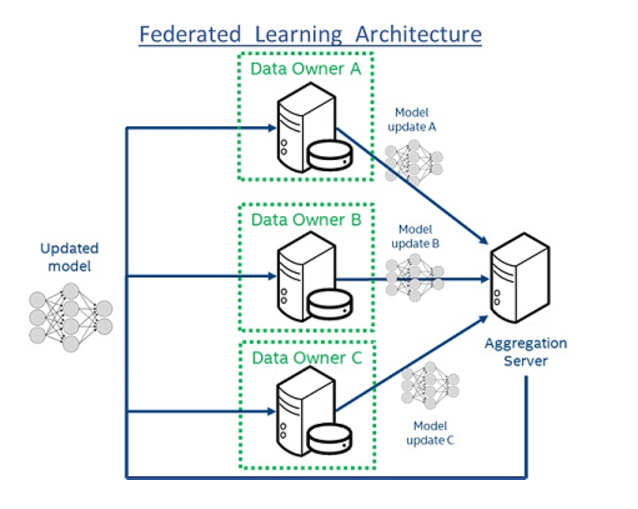 Federated Learning Architecture
Data Owner A
Model
update A
Data Owner B
Model
update B
Updated
model
Aggregation
Server
Data Owner C
Model
update C